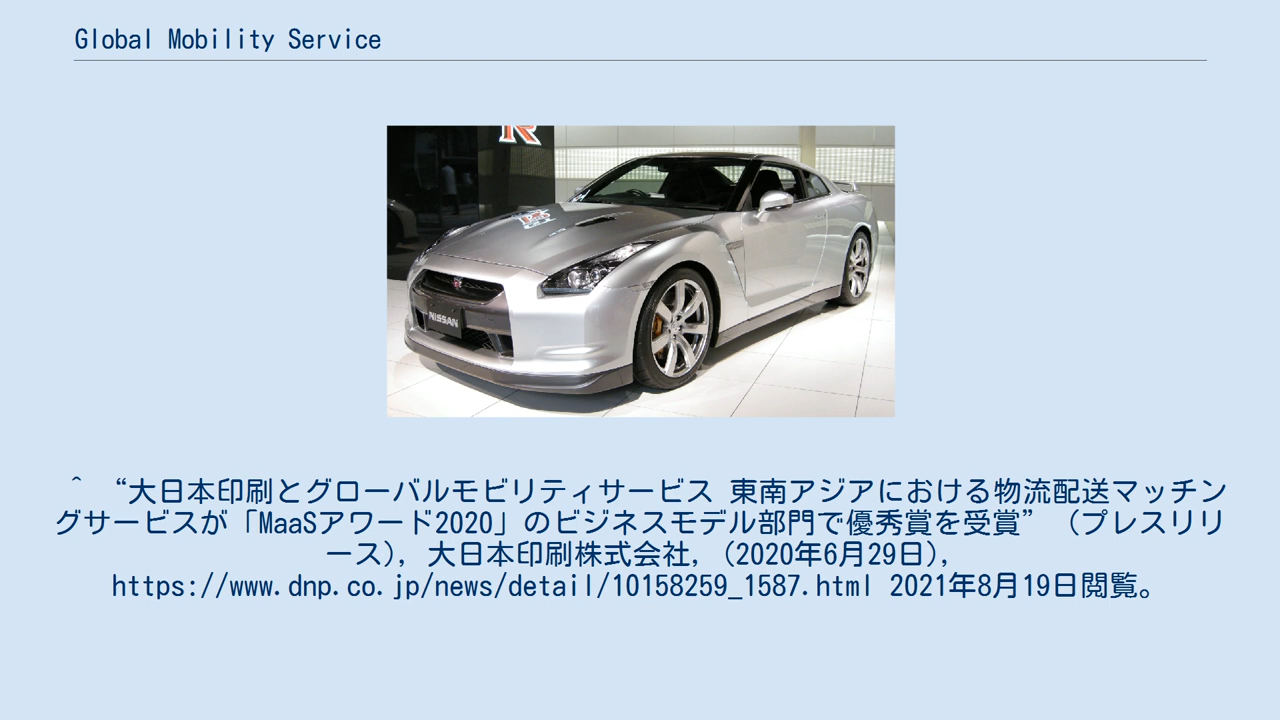 Global Mobility Service
R
NISSAN
^ “大日本印刷とグローバルモビリティサービス 東南アジアにおける物流配送マッチン
グサービスが「MaaSアワード2020」のビジネスモデル部門で優秀賞を受賞” （プレスリリ
ース), 大日本印刷株式会社, (2020年6月29日),
https://www.dnp.co.jp/news/detail/10158259_1587.html 2021年8月19日閲覧。